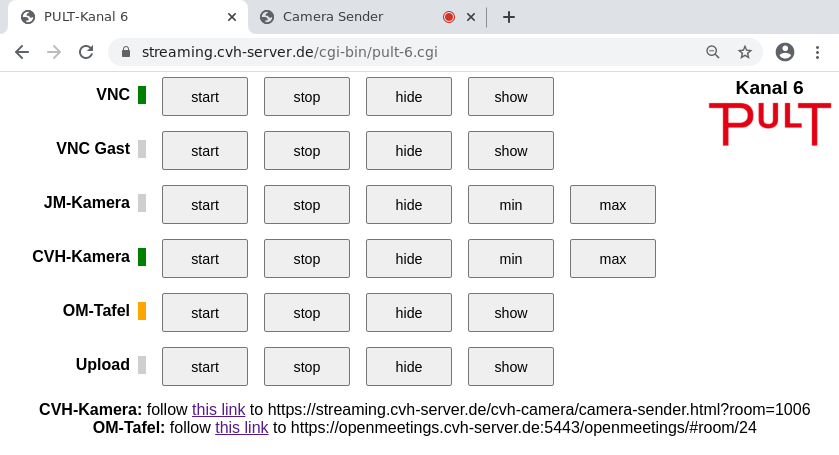 PULT-Kanal 6
Camera Sender
streaming.cvh-server.de/cgi-bin/pult-6.cgi
VNC start stop hide show
Kanal 6
PULT
VNC Gast start stop hide show
JM-Kamera start stop hide min max
CVH-Kamera start stop hide min max
OM-Tafel start stop hide show
Upload start stop hide show
CVH-Kamera: follow this link to https://streaming.cvh-server.de/cvh-camera/camera-sender.html?room=1006
OM-Tafel: follow this link to https://openmeetings.cvh-server.de:5443/openmeetings/#room/24